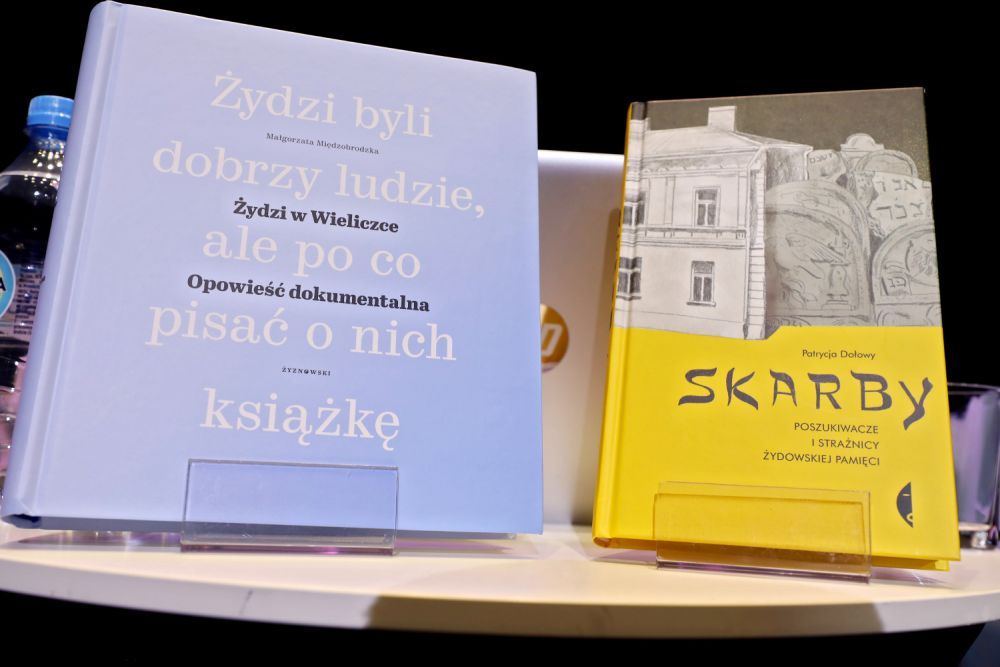 Żydzi byli
Małgorzata Międzobrodzka
dobrzy ludzie,
Żydzi w Wieliczce
ale po co
Opowieść dokumentalna
pisać o nich
ŻYZNOWSKI
książkę
Patrycja Dołowy
SKARBY
POSZUKIWACZE
I STRAŻNICY
ŻYDOWSKIEJ PAMIĘCI